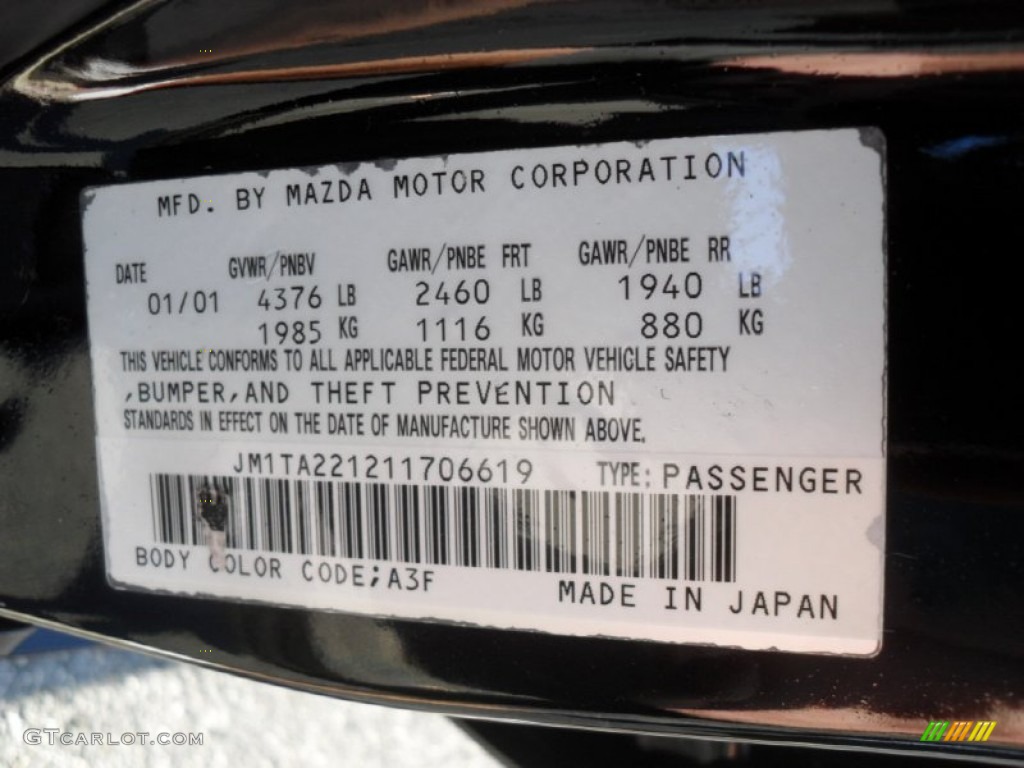 MFD. BY MAZDA MOTOR CORPORATION
DATE GVWR/PNBV GAWR/PNBE FRT GAWR/PNBE RR
01/01 4376 LB 2460 LB 1940 LB
1985 KG 1116 KG 880 KG
THIS VEHICLE CONFORMS TO ALL APPLICABLE FEDERAL MOTOR VEHICLE SAFETY
,BUMPER,AND THEFT PREVENTION
STANDARDS IN EFFECT ON THE DATE OF MANUFACTURE SHOWN ABOVE.
JM1TA221211706619 TYPE: PASSENGER
BODY COLOR CODE;A3F MADE IN JAPAN
GTCARLOT.COM